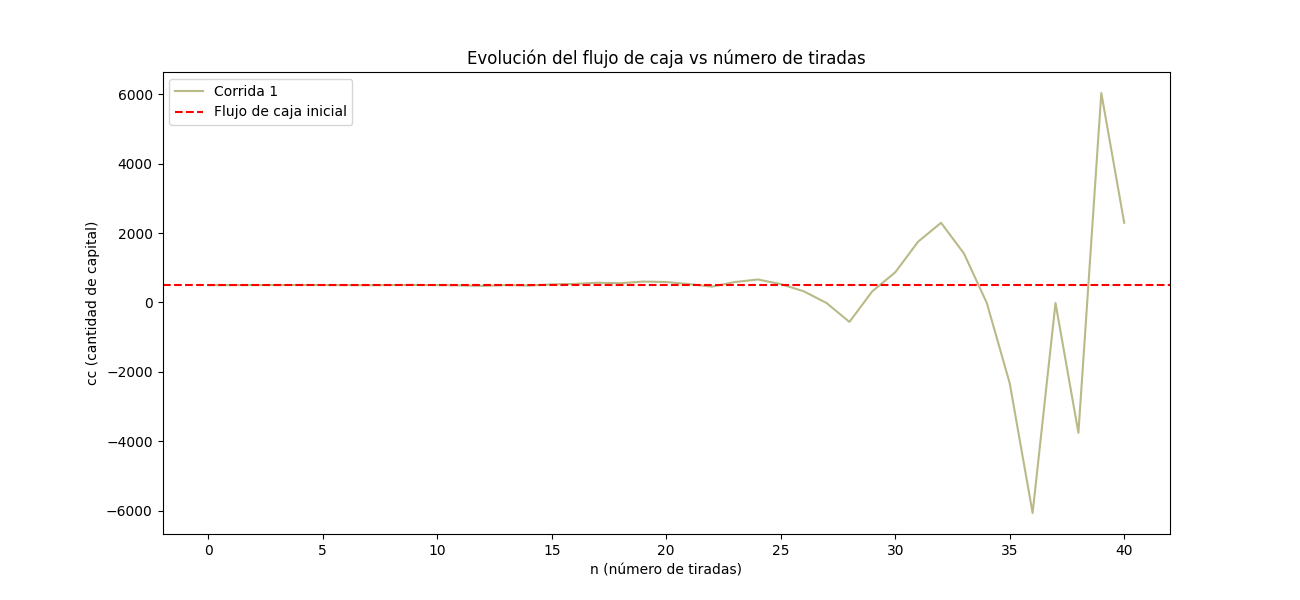 Evolución del flujo de caja vs número de tiradas
Corrida 1
Flujo de caja inicial
cc (cantidad de capital)
6000
4000
2000
0
−2000
−4000
−6000
0 5 10 15 20 25 30 35 40
n (número de tiradas)